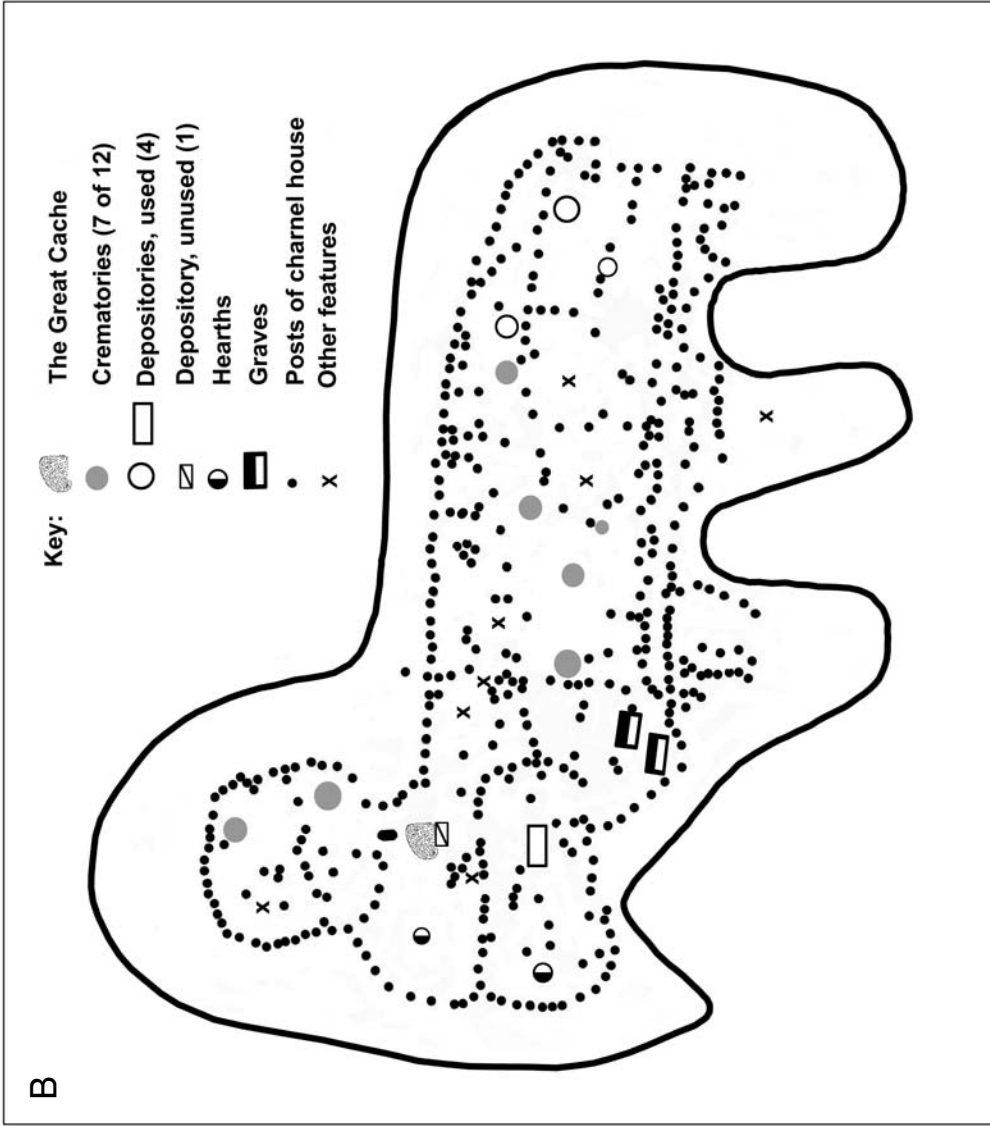 B
Key:
The Great Cache
Crematories (7 of 12)
Depositories, used (4)
Depository, unused (1)
Hearths
Graves
Posts of charnel house
x Other features